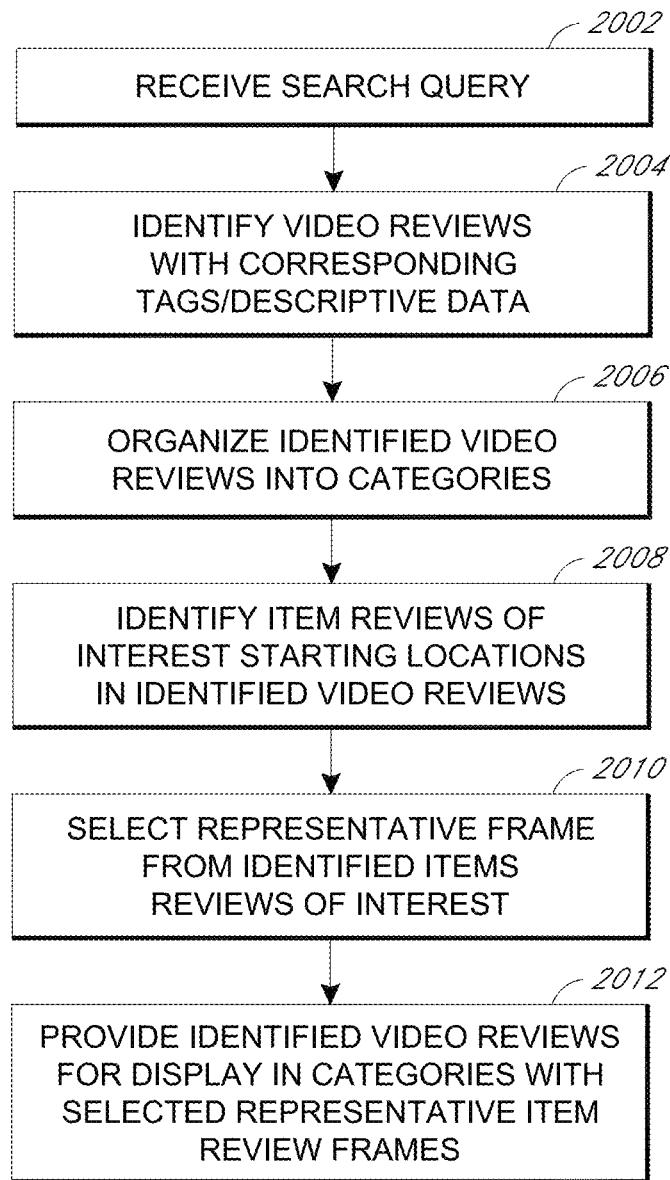 2002
RECEIVE SEARCH QUERY
2004
IDENTIFY VIDEO REVIEWS
WITH CORRESPONDING
TAGS/DESCRIPTIVE DATA
2006
ORGANIZE IDENTIFIED VIDEO
REVIEWS INTO CATEGORIES
2008
IDENTIFY ITEM REVIEWS OF
INTEREST STARTING LOCATIONS
IN IDENTIFIED VIDEO REVIEWS
2010
SELECT REPRESENTATIVE FRAME
FROM IDENTIFIED ITEMS
REVIEWS OF INTEREST
2012
PROVIDE IDENTIFIED VIDEO REVIEWS
FOR DISPLAY IN CATEGORIES WITH
SELECTED REPRESENTATIVE ITEM
REVIEW FRAMES